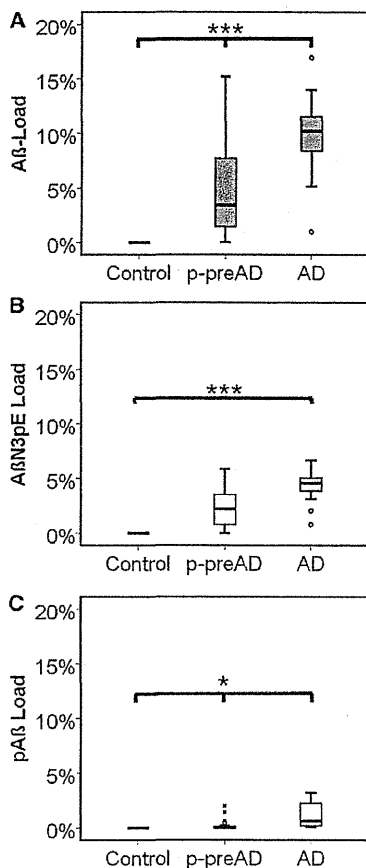 A
Aß-Load
20%
15%
10%
5%
0%
***
Control p-preAD AD
B
AßN3pE Load
20%
15%
10%
5%
0%
***
Control p-preAD AD
C
pAß Load
20%
15%
10%
5%
0%
*
Control p-preAD AD